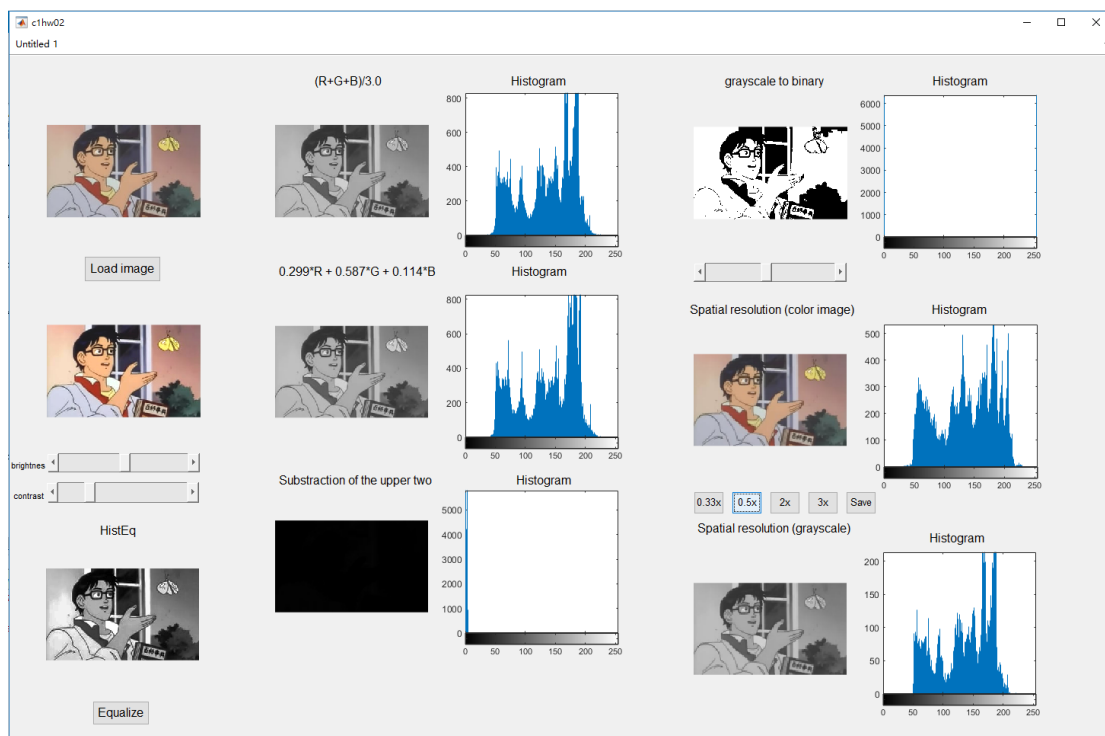 c1hw02
Untitled 1
Load image
brightnes
contrast
HistEq
Equalize
(R+G+B)/3.0
Histogram
800
600
400
200
0
0 50 100 150 200 250
0.299*R + 0.587*G + 0.114*B
Histogram
800
600
400
200
0
0 50 100 150 200 250
Substraction of the upper two
Histogram
5000
4000
3000
2000
1000
0
0 50 100 150 200 250
grayscale to binary
Histogram
6000
5000
4000
3000
2000
1000
0
0 50 100 150 200 250
Spatial resolution (color image)
Histogram
500
400
300
200
100
0
0 50 100 150 200 250
0.33x 0.5x 2x 3x Save
Spatial resolution (grayscale)
Histogram
200
150
100
50
0
0 50 100 150 200 250